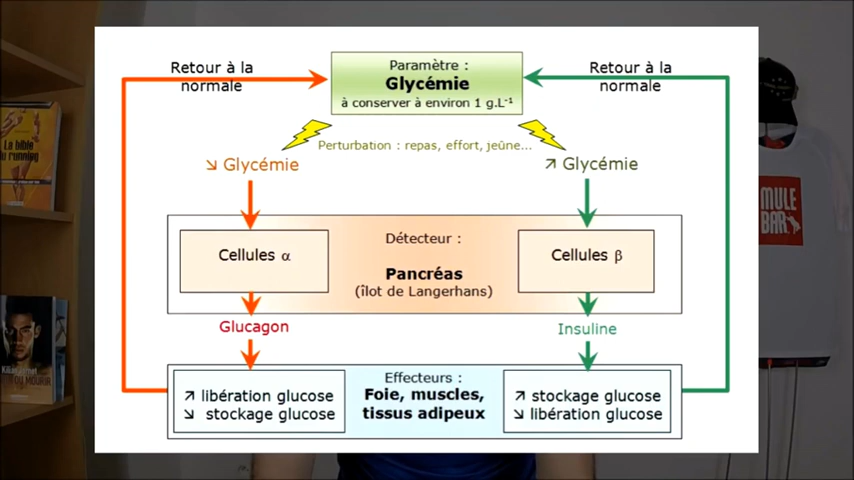 Retour à la
normale
Paramètre :
Glycémie
à conserver à environ 1 g.L⁻¹
Retour à la
normale
Perturbation : repas, effort, jeûne...
↘ Glycémie
↗ Glycémie
Cellules α
Détecteur :
Pancréas
(îlot de Langerhans)
Cellules β
Glucagon
Insuline
↗ libération glucose
↘ stockage glucose
Effecteurs :
Foie, muscles,
tissus adipeux
↗ stockage glucose
↘ libération glucose
La bible
du running
MULE
BAR